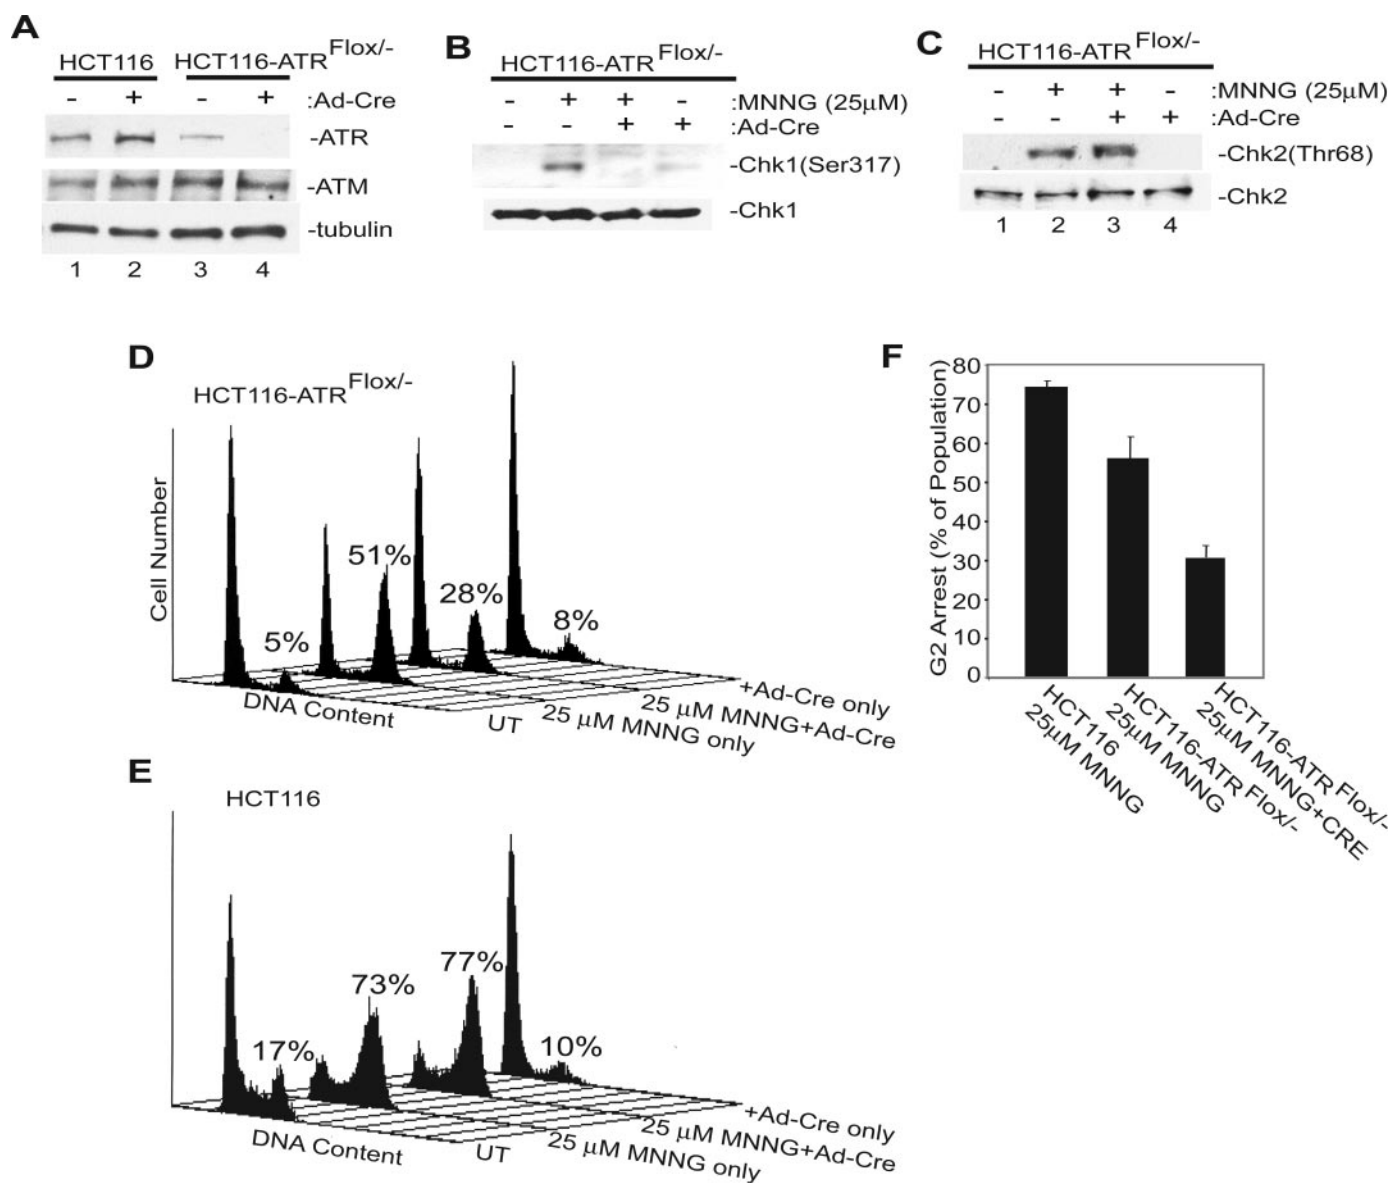 A
HCT116 HCT116-ATR Flox/-
- + - + :Ad-Cre
-ATR
-ATM
-tubulin
1 2 3 4
B
HCT116-ATR Flox/-
- + + - :MNNG (25μM)
- - + + :Ad-Cre
-Chk1(Ser317)
-Chk1
C
HCT116-ATR Flox/-
- + + - :MNNG (25μM)
- - + + :Ad-Cre
-Chk2(Thr68)
-Chk2
1 2 3 4
D
HCT116-ATR Flox/-
Cell Number
5%
51%
28%
8%
DNA Content
UT
25 μM MNNG only
25 μM MNNG+Ad-Cre
+Ad-Cre only
E
HCT116
17%
73%
77%
10%
DNA Content
UT
25 μM MNNG only
25 μM MNNG+Ad-Cre
+Ad-Cre only
F
G2 Arrest (% of Population)
80
70
60
50
40
30
20
10
0
HCT116
25μM MNNG
HCT116-ATR Flox/-
25μM MNNG
HCT116-ATR Flox/-
25μM MNNG+CRE